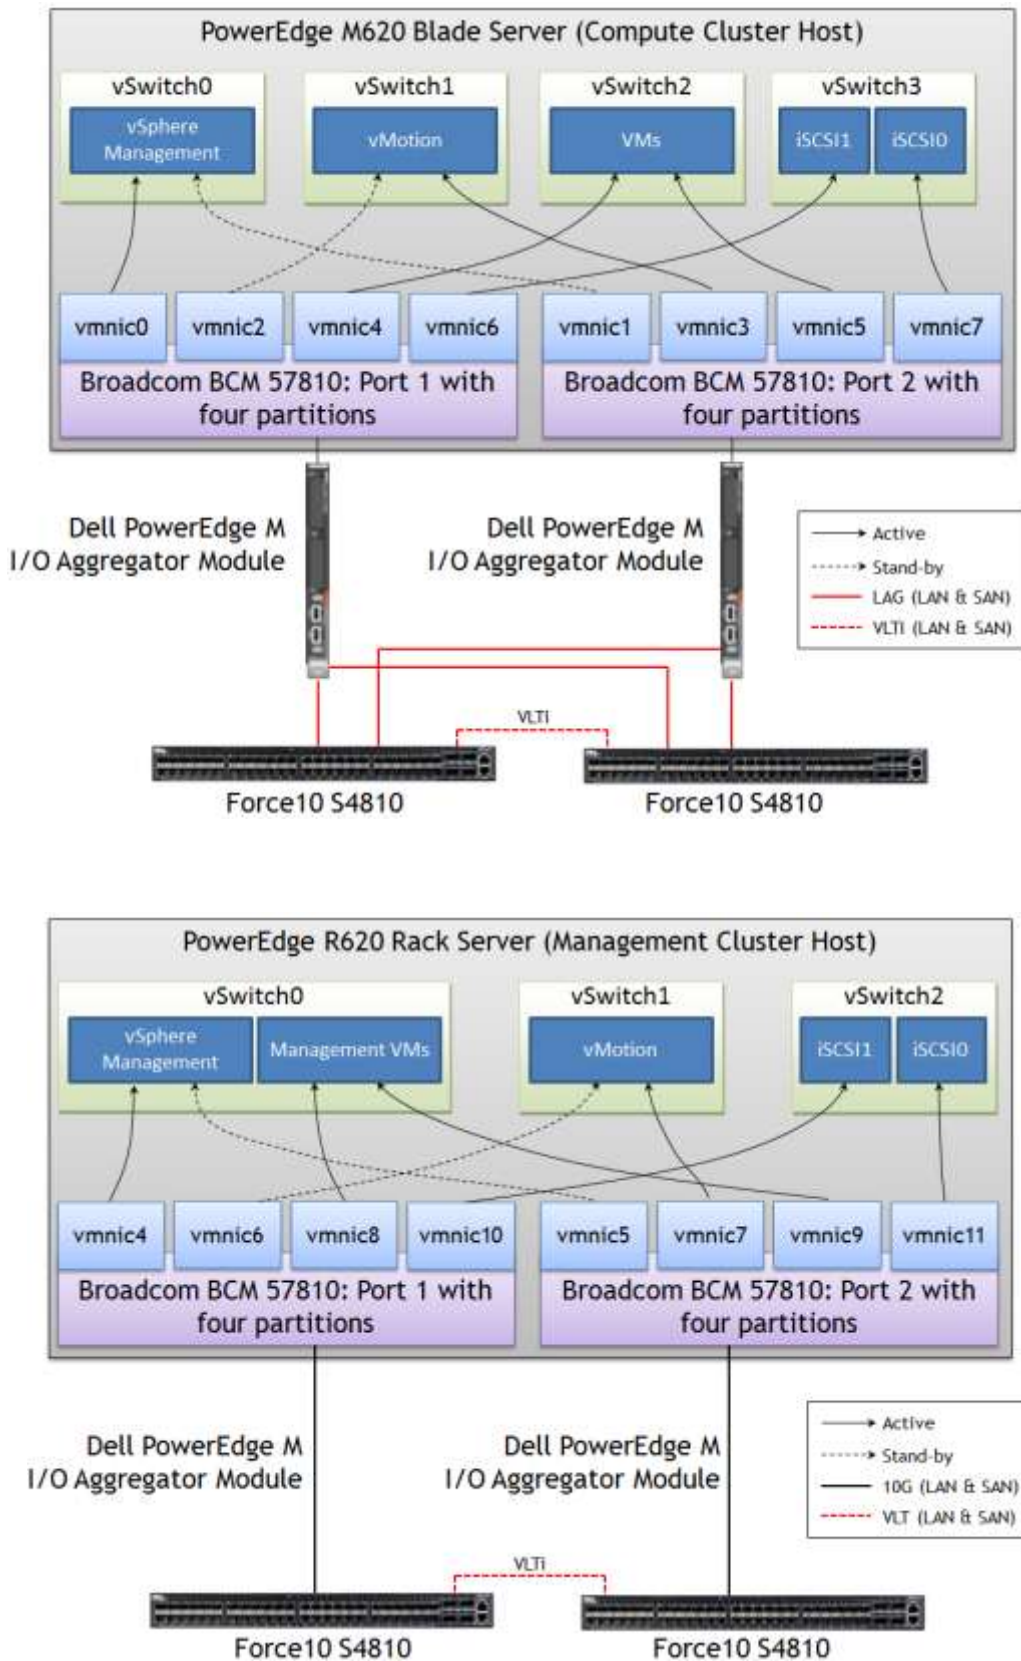 PowerEdge M620 Blade Server (Compute Cluster Host)
vSwitch0
vSwitch1
vSwitch2
vSwitch3
vSphere
Management
vMotion
VMs
iSCSI1
iSCSI0
vmnic0
vmnic2
vmnic4
vmnic6
vmnic1
vmnic3
vmnic5
vmnic7
Broadcom BCM 57810: Port 1 with
four partitions
Broadcom BCM 57810: Port 2 with
four partitions
Dell PowerEdge M
I/O Aggregator Module
Dell PowerEdge M
I/O Aggregator Module
Active
Stand-by
LAG (LAN & SAN)
VLTi (LAN & SAN)
VLTi
Force10 S4810
Force10 S4810
PowerEdge R620 Rack Server (Management Cluster Host)
vSwitch0
vSwitch1
vSwitch2
vSphere
Management
Management VMs
vMotion
iSCSI1
iSCSI0
vmnic4
vmnic6
vmnic8
vmnic10
vmnic5
vmnic7
vmnic9
vmnic11
Broadcom BCM 57810: Port 1 with
four partitions
Broadcom BCM 57810: Port 2 with
four partitions
Dell PowerEdge M
I/O Aggregator Module
Dell PowerEdge M
I/O Aggregator Module
Active
Stand-by
10G (LAN & SAN)
VLT (LAN & SAN)
VLTi
Force10 S4810
Force10 S4810